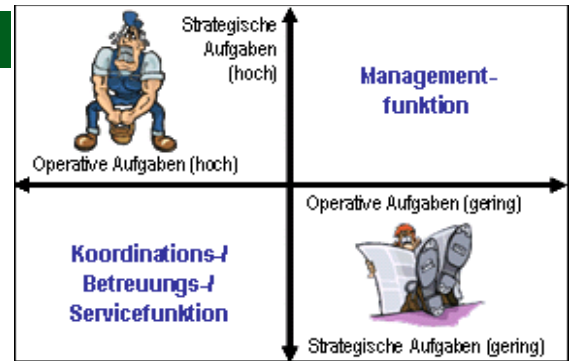 Strategische
Aufgaben
(hoch)
Management-
funktion
Operative Aufgaben (hoch)
Operative Aufgaben (gering)
Koordinations-/
Betreuungs-/
Servicefunktion
Strategische Aufgaben (gering)